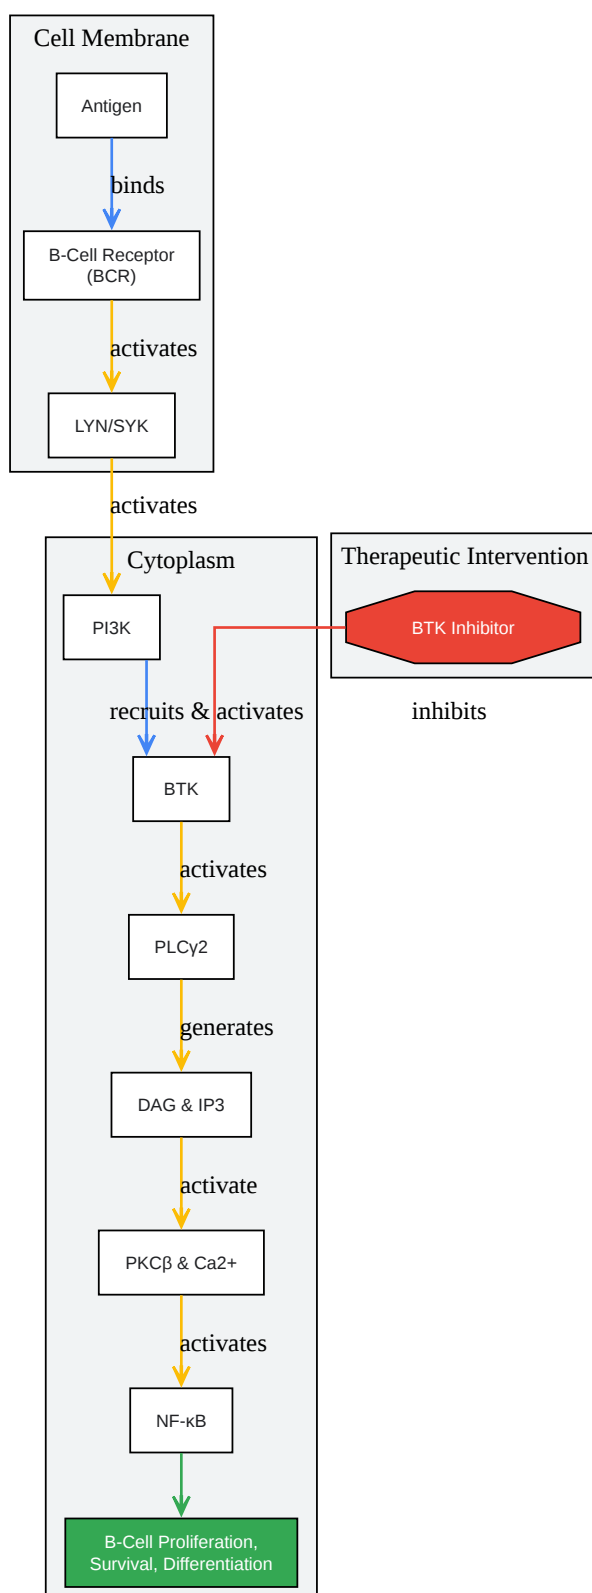 Cell Membrane
Antigen
binds
B-Cell Receptor
(BCR)
activates
LYN/SYK
activates
Cytoplasm
Therapeutic Intervention
PI3K
BTK Inhibitor
recruits & activates
inhibits
BTK
activates
PLCγ2
generates
DAG & IP3
activate
PKCβ & Ca2+
activates
NF-κB
B-Cell Proliferation,
Survival, Differentiation